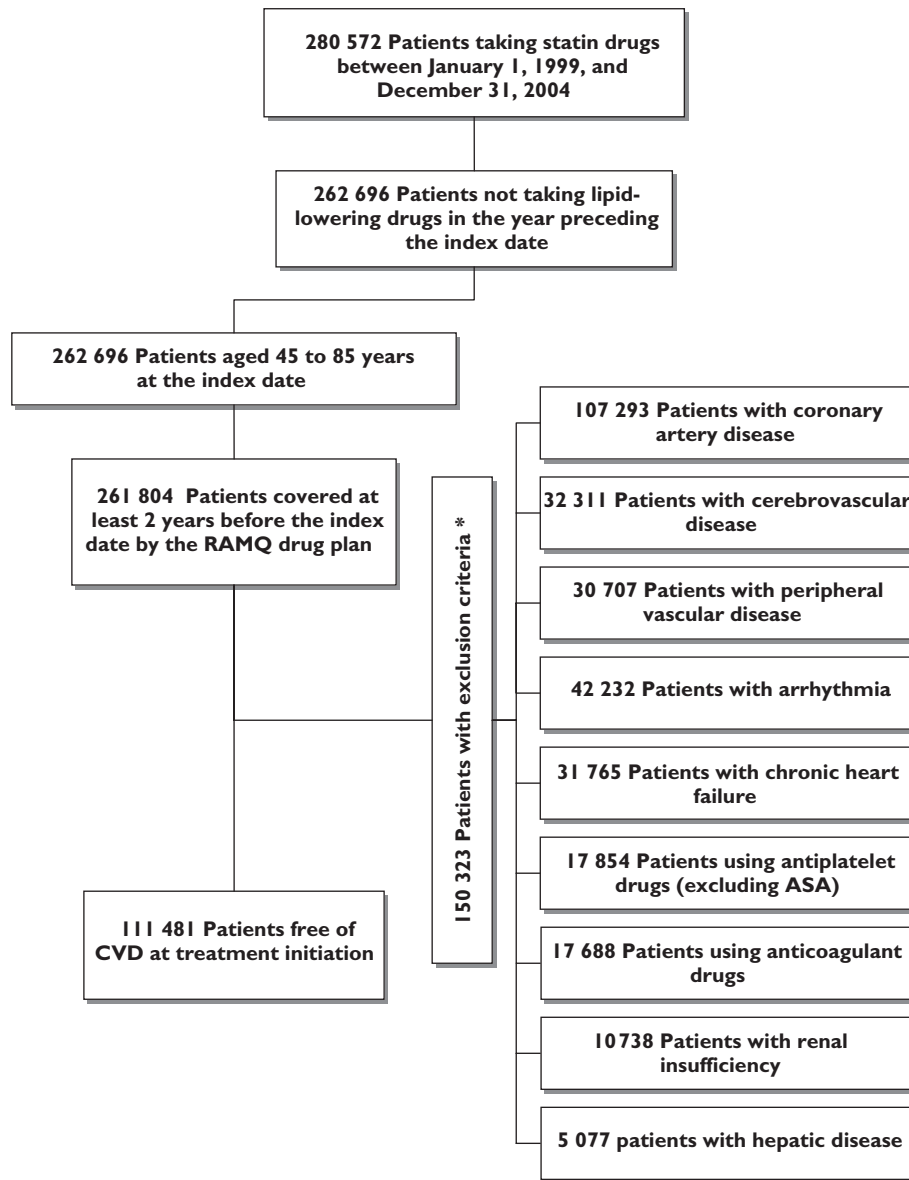 280 572 Patients taking statin drugs
between January 1, 1999, and
December 31, 2004
262 696 Patients not taking lipid-
lowering drugs in the year preceding
the index date
262 696 Patients aged 45 to 85 years
at the index date
261 804 Patients covered at
least 2 years before the index
date by the RAMQ drug plan
111 481 Patients free of
CVD at treatment initiation
150 323 Patients with exclusion criteria *
107 293 Patients with coronary
artery disease
32 311 Patients with cerebrovascular
disease
30 707 Patients with peripheral
vascular disease
42 232 Patients with arrhythmia
31 765 Patients with chronic heart
failure
17 854 Patients using antiplatelet
drugs (excluding ASA)
17 688 Patients using anticoagulant
drugs
10738 Patients with renal
insufficiency
5 077 patients with hepatic disease